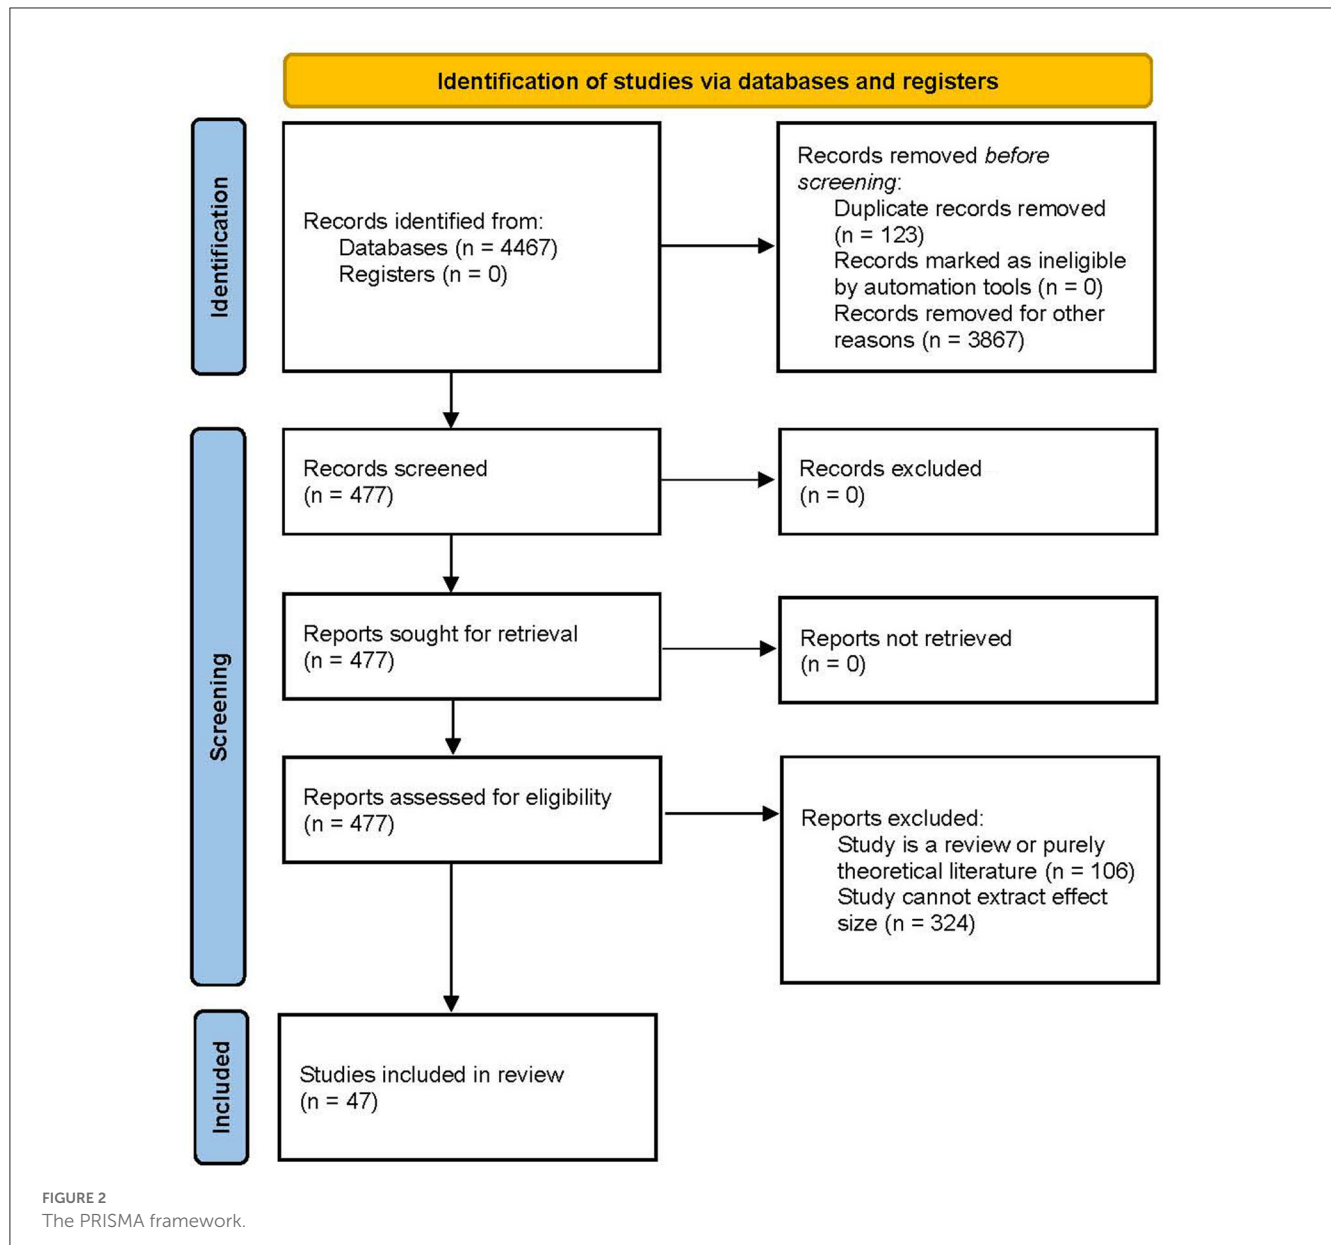 Identification of studies via databases and registers
Identification
Records identified from:
Databases (n = 4467)
Registers (n = 0)
Records removed before
screening:
Duplicate records removed
(n = 123)
Records marked as ineligible
by automation tools (n = 0)
Records removed for other
reasons (n = 3867)
Screening
Records screened
(n = 477)
Records excluded
(n = 0)
Reports sought for retrieval
(n = 477)
Reports not retrieved
(n = 0)
Reports assessed for eligibility
(n = 477)
Reports excluded:
Study is a review or purely
theoretical literature (n = 106)
Study cannot extract effect
size (n = 324)
Included
Studies included in review
(n = 47)
FIGURE 2
The PRISMA framework.